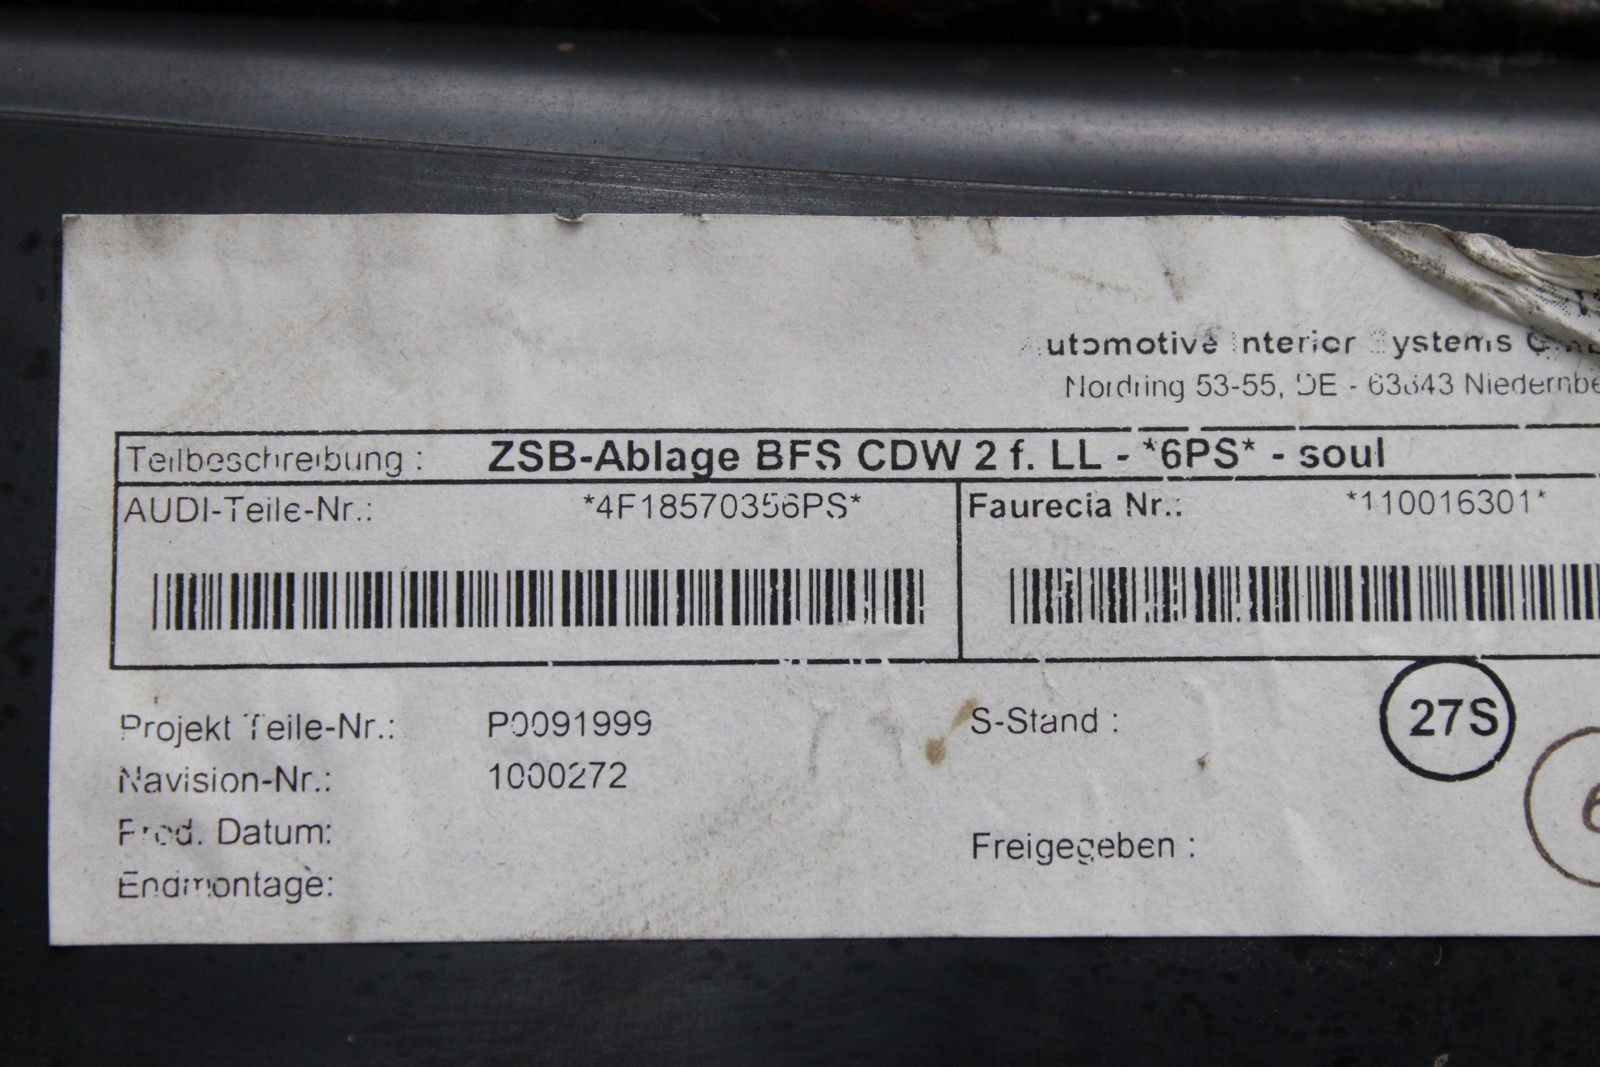 utomotive Interior Systems
Nordring 53-55, DE - 63843 Niedernbe
Teilbeschreibung : ZSB-Ablage BFS CDW 2 f. LL - *6PS* - soul
AUDI-Teile-Nr.: *4F18570356PS* Faurecia Nr.: *110016301*
Projekt Teile-Nr.: P0091999 S-Stand : 27S
Navision-Nr.: 1000272
Prod. Datum:
Freigegeben :
Endmontage: